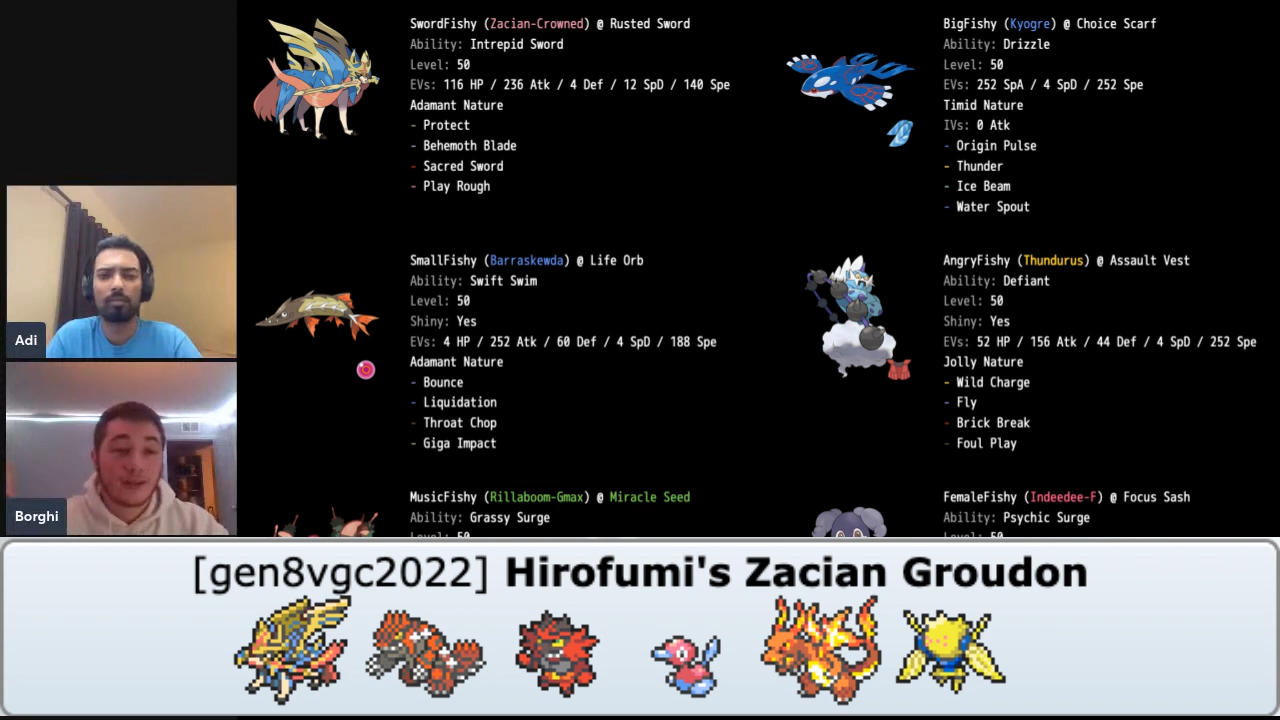 SwordFishy (Zacian-Crowned) @ Rusted Sword
Ability: Intrepid Sword
Level: 50
EVs: 116 HP / 236 Atk / 4 Def / 12 SpD / 140 Spe
Adamant Nature
- Protect
- Behemoth Blade
- Sacred Sword
- Play Rough
BigFishy (Kyogre) @ Choice Scarf
Ability: Drizzle
Level: 50
EVs: 252 SpA / 4 SpD / 252 Spe
Timid Nature
IVs: 0 Atk
- Origin Pulse
- Thunder
- Ice Beam
- Water Spout
SmallFishy (Barraskewda) @ Life Orb
Ability: Swift Swim
Level: 50
Shiny: Yes
EVs: 4 HP / 252 Atk / 60 Def / 4 SpD / 188 Spe
Adamant Nature
- Bounce
- Liquidation
- Throat Chop
- Giga Impact
AngryFishy (Thundurus) @ Assault Vest
Ability: Defiant
Level: 50
Shiny: Yes
EVs: 52 HP / 156 Atk / 44 Def / 4 SpD / 252 Spe
Jolly Nature
- Wild Charge
- Fly
- Brick Break
- Foul Play
MusicFishy (Rillaboom-Gmax) @ Miracle Seed
Ability: Grassy Surge
Level: 50
FemaleFishy (Indeedee-F) @ Focus Sash
Ability: Psychic Surge
Level: 50
Adi
Borghi
[gen8vgc2022] Hirofumi's Zacian Groudon